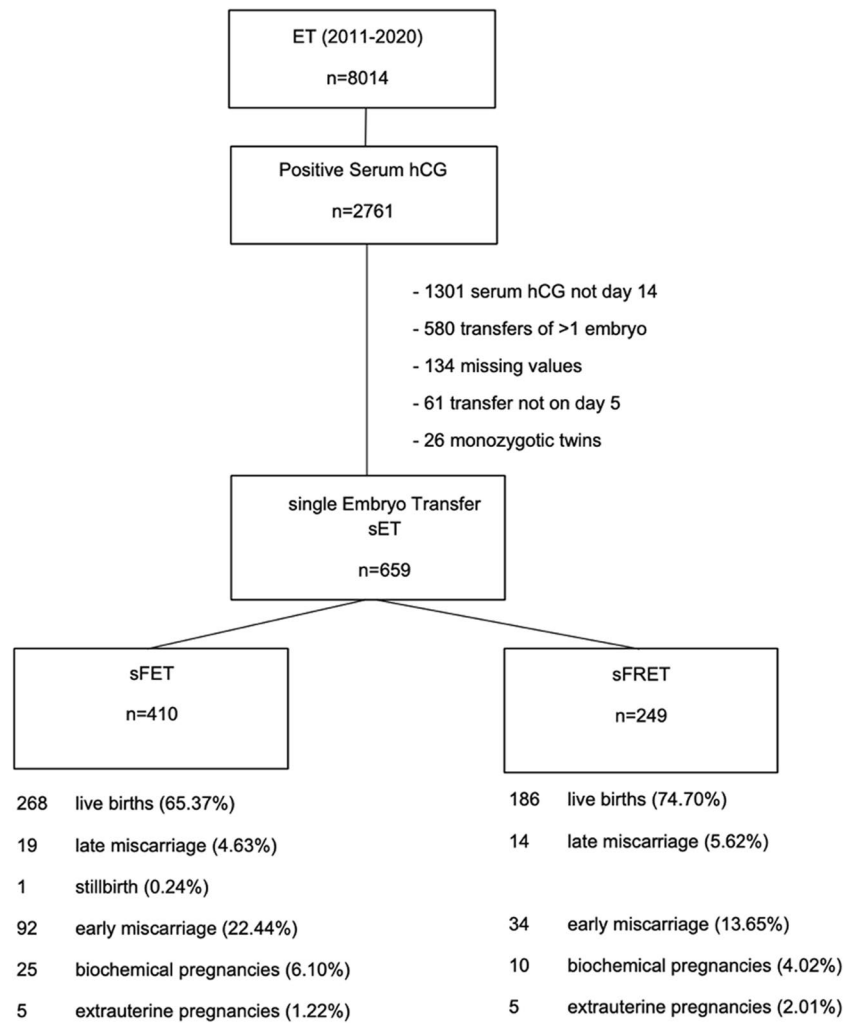 ET (2011-2020)
n=8014
Positive Serum hCG
n=2761
- 1301 serum hCG not day 14
- 580 transfers of >1 embryo
- 134 missing values
- 61 transfer not on day 5
- 26 monozygotic twins
single Embryo Transfer
sET
n=659
sFET
n=410
268 live births (65.37%)
19 late miscarriage (4.63%)
1 stillbirth (0.24%)
92 early miscarriage (22.44%)
25 biochemical pregnancies (6.10%)
5 extrauterine pregnancies (1.22%)
sFRET
n=249
186 live births (74.70%)
14 late miscarriage (5.62%)
34 early miscarriage (13.65%)
10 biochemical pregnancies (4.02%)
5 extrauterine pregnancies (2.01%)